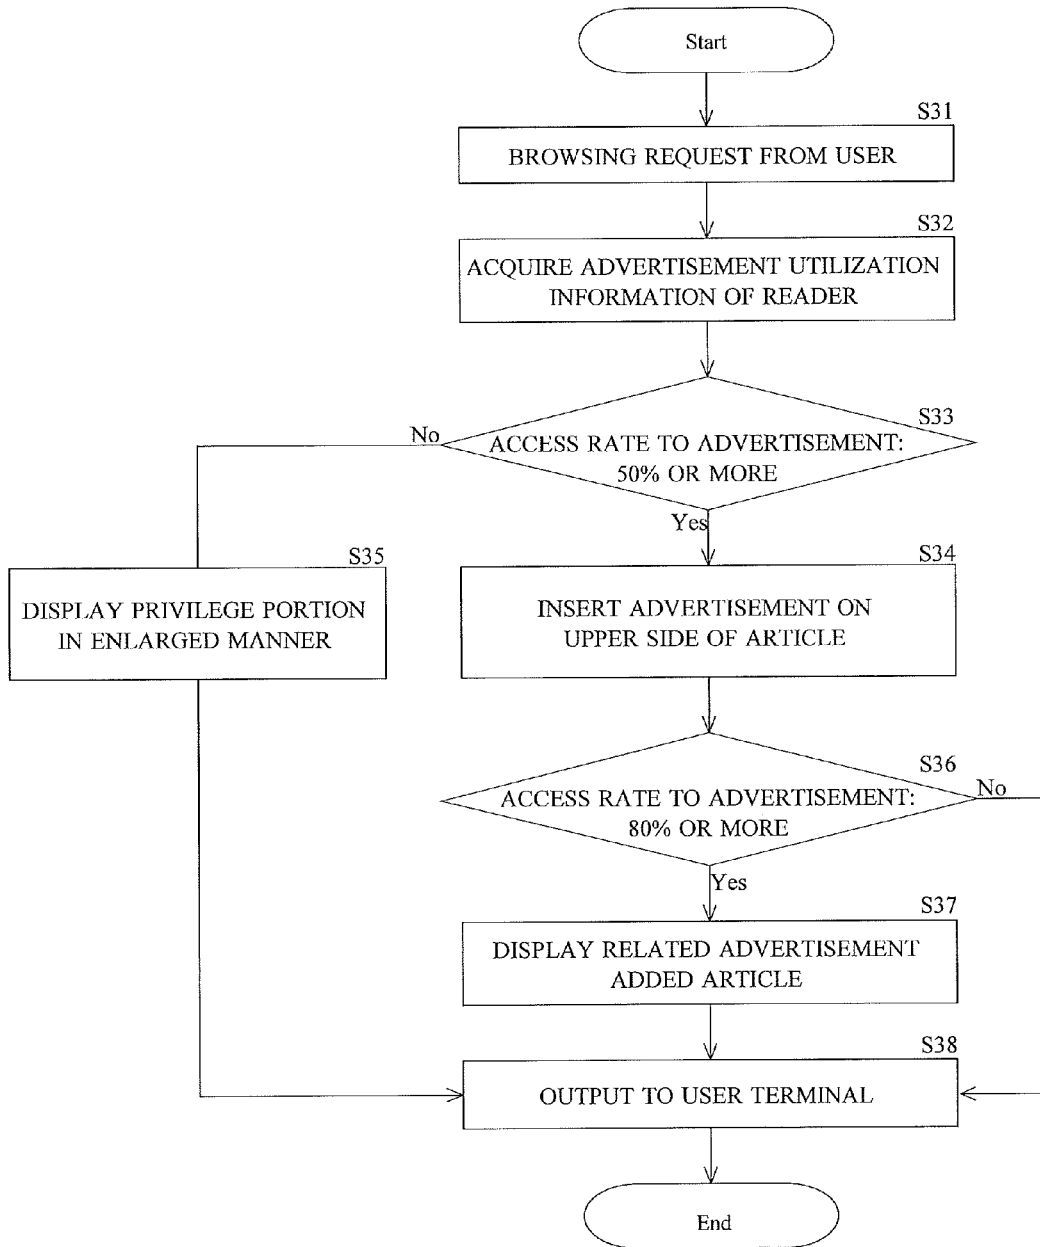 Start
S31
BROWSING REQUEST FROM USER
S32
ACQUIRE ADVERTISEMENT UTILIZATION
INFORMATION OF READER
S33
No
ACCESS RATE TO ADVERTISEMENT:
50% OR MORE
Yes
S35
DISPLAY PRIVILEGE PORTION
IN ENLARGED MANNER
S34
INSERT ADVERTISEMENT ON
UPPER SIDE OF ARTICLE
S36
No
ACCESS RATE TO ADVERTISEMENT:
80% OR MORE
Yes
S37
DISPLAY RELATED ADVERTISEMENT
ADDED ARTICLE
S38
OUTPUT TO USER TERMINAL
End